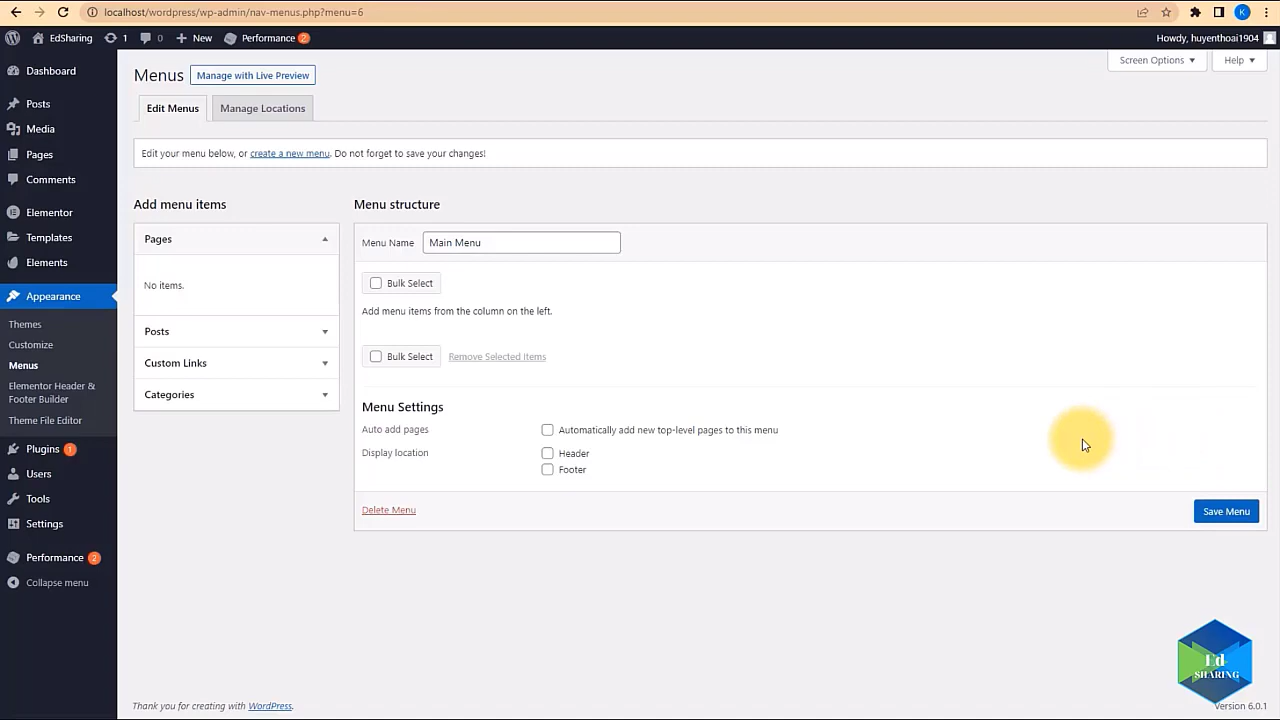 localhost/wordpress/wp-admin/nav-menus.php?menu=6
K
EdSharing 1 0 New Performance 2
Howdy, huyenthoai1904
Dashboard
Posts
Media
Pages
Comments
Elementor
Templates
Elements
Appearance
Themes
Customize
Menus
Elementor Header &
Footer Builder
Theme File Editor
Plugins 1
Users
Tools
Settings
Performance 2
Collapse menu
Screen Options
Help
Menus
Manage with Live Preview
Edit Menus
Manage Locations
Edit your menu below, or create a new menu. Do not forget to save your changes!
Add menu items
Pages
No items.
Posts
Custom Links
Categories
Menu structure
Menu Name Main Menu
Bulk Select
Add menu items from the column on the left.
Bulk Select Remove Selected Items
Menu Settings
Auto add pages Automatically add new top-level pages to this menu
Display location Header
Footer
Delete Menu
Save Menu
Ed
SHARING
Thank you for creating with WordPress.
Version 6.0.1